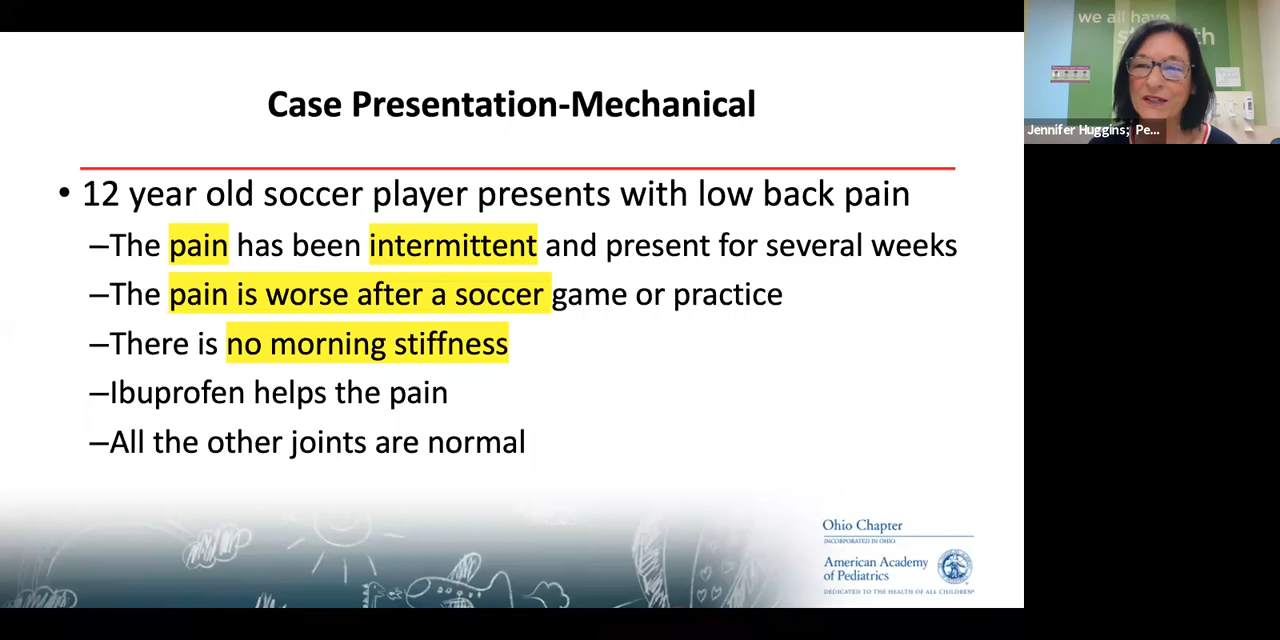 Case Presentation-Mechanical
• 12 year old soccer player presents with low back pain
–The pain has been intermittent and present for several weeks
–The pain is worse after a soccer game or practice
–There is no morning stiffness
–Ibuprofen helps the pain
–All the other joints are normal
Ohio Chapter
INCORPORATED IN OHIO
American Academy
of Pediatrics
DEDICATED TO THE HEALTH OF ALL CHILDREN
we all have
Jennifer Huggins; Pe...